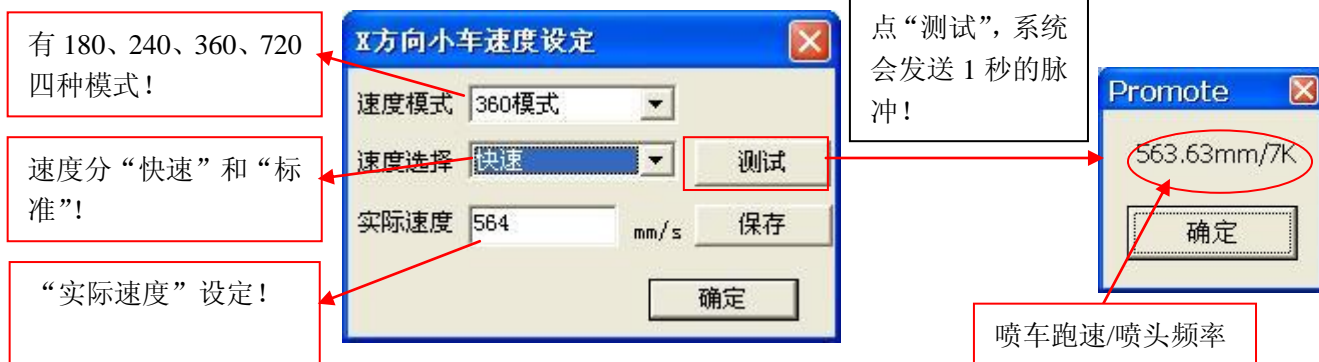 有 180、240、360、720
四种模式！
速度分“快速”和“标
准”！
“实际速度”设定！
X方向小车速度设定
速度模式 360模式
速度选择 快速 测试
实际速度 564 mm/s 保存
确定
点“测试”，系统
会发送 1 秒的脉
冲！
Promote
563.63mm/7K
确定
喷车跑速/喷头频率